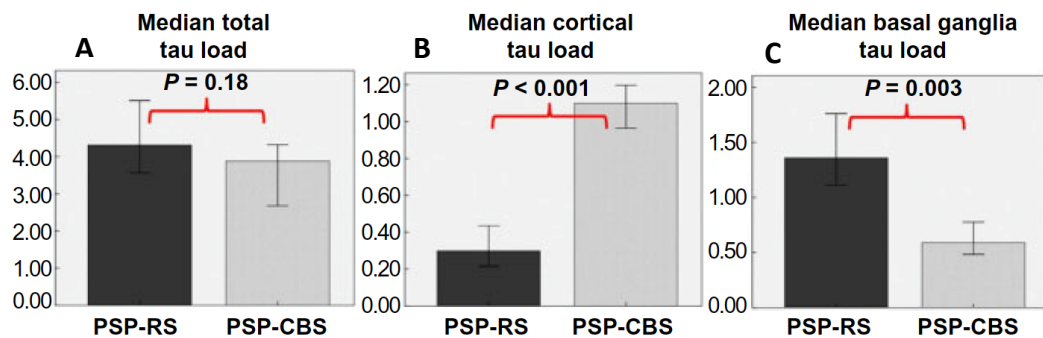 Median total
tau load
A
P = 0.18
6.00
5.00
4.00
3.00
2.00
1.00
0.00
PSP-RS PSP-CBS
Median cortical
tau load
B
P < 0.001
1.20
1.00
0.80
0.60
0.40
0.20
0.00
PSP-RS PSP-CBS
Median basal ganglia
tau load
C
P = 0.003
2.00
1.50
1.00
0.50
0.00
PSP-RS PSP-CBS